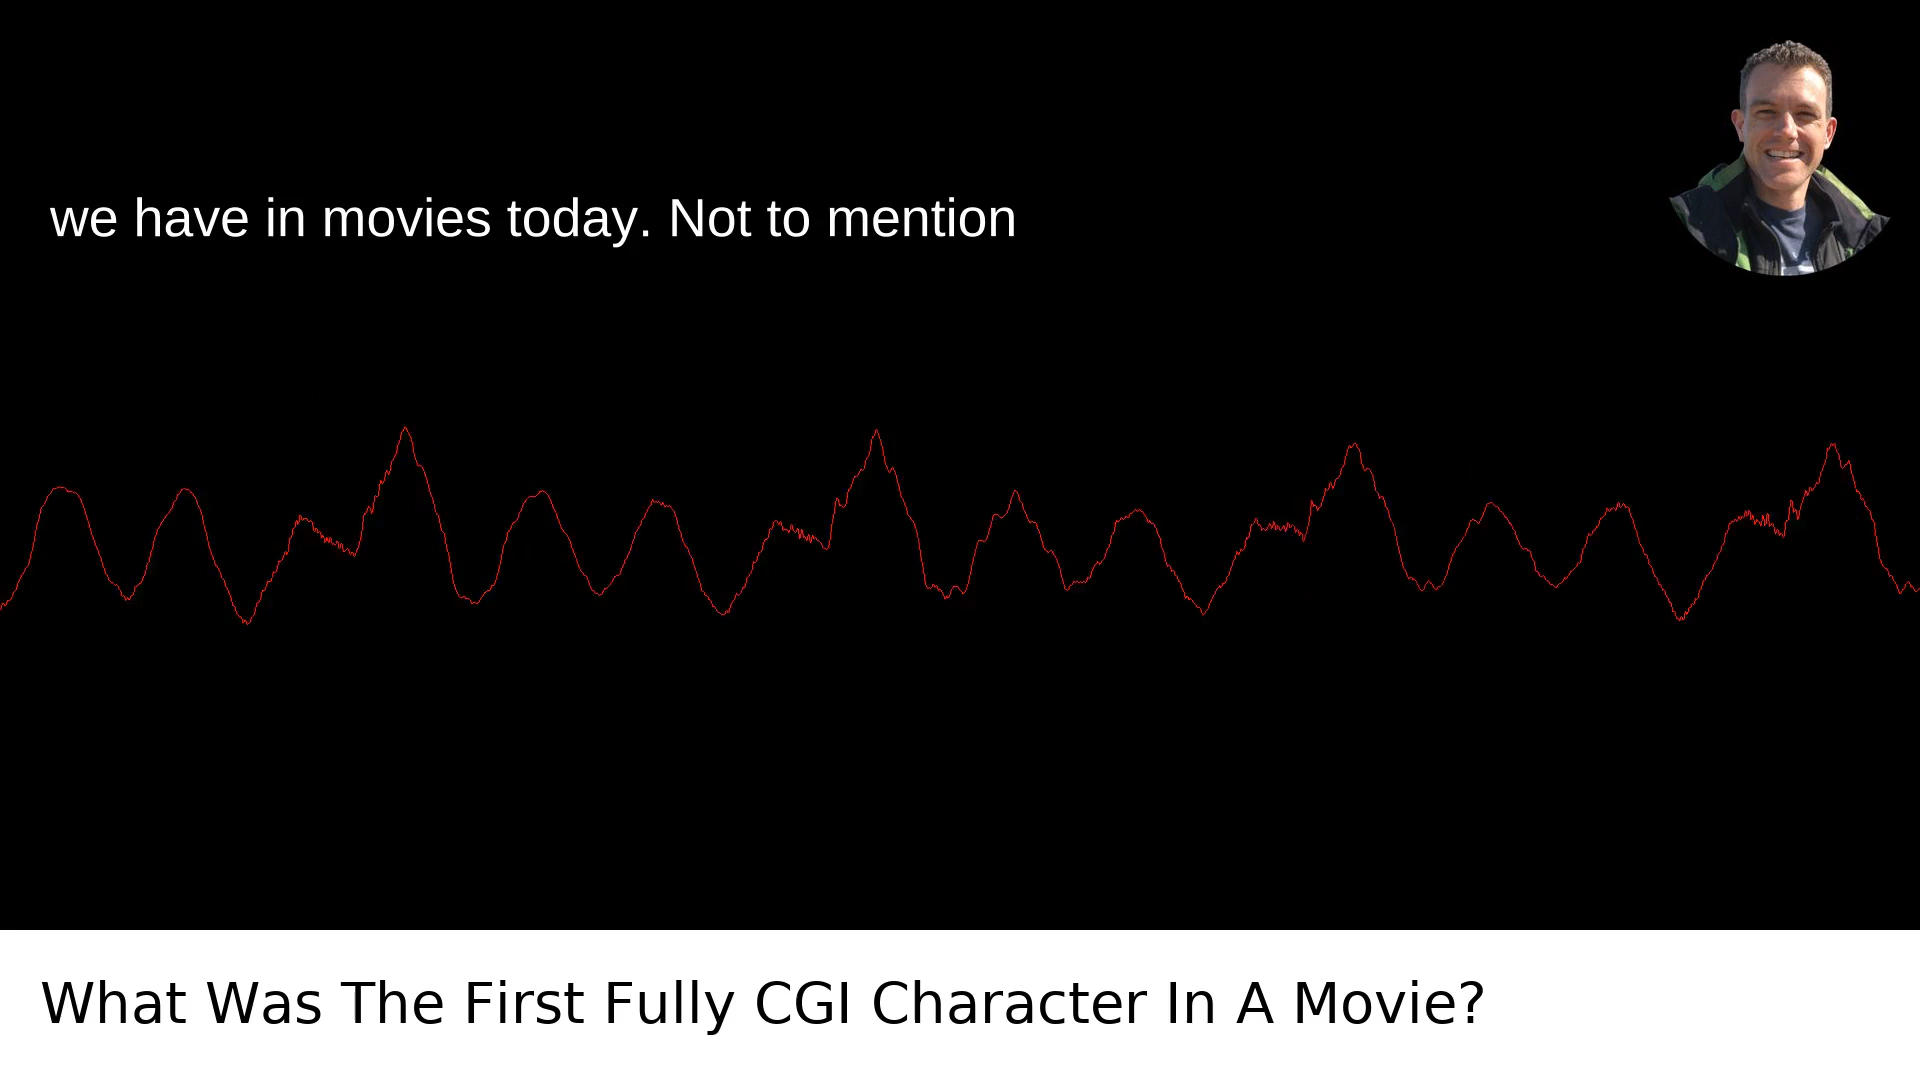 we have in movies today. Not to mention
What Was The First Fully CGI Character In A Movie?